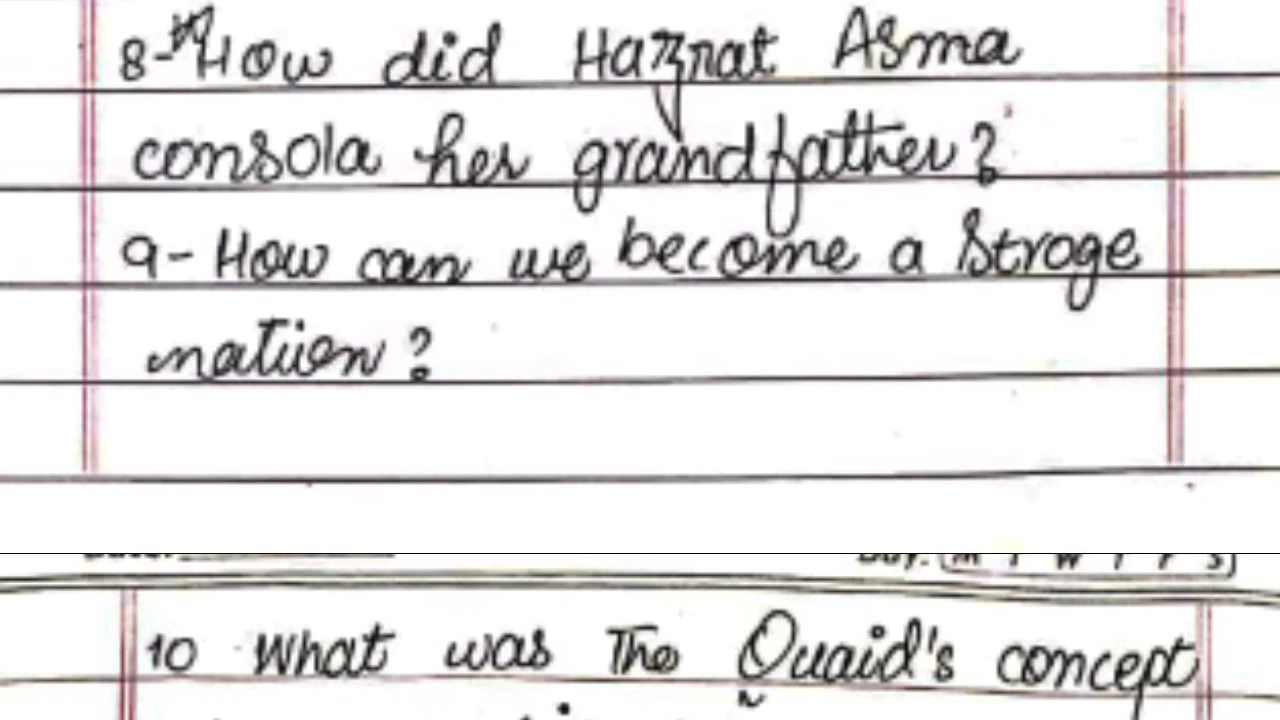 8- How did Hazrat Asma
consola her grandfather?
9- How can we become a stroge
natiion?
10 What was The Quaid's concept